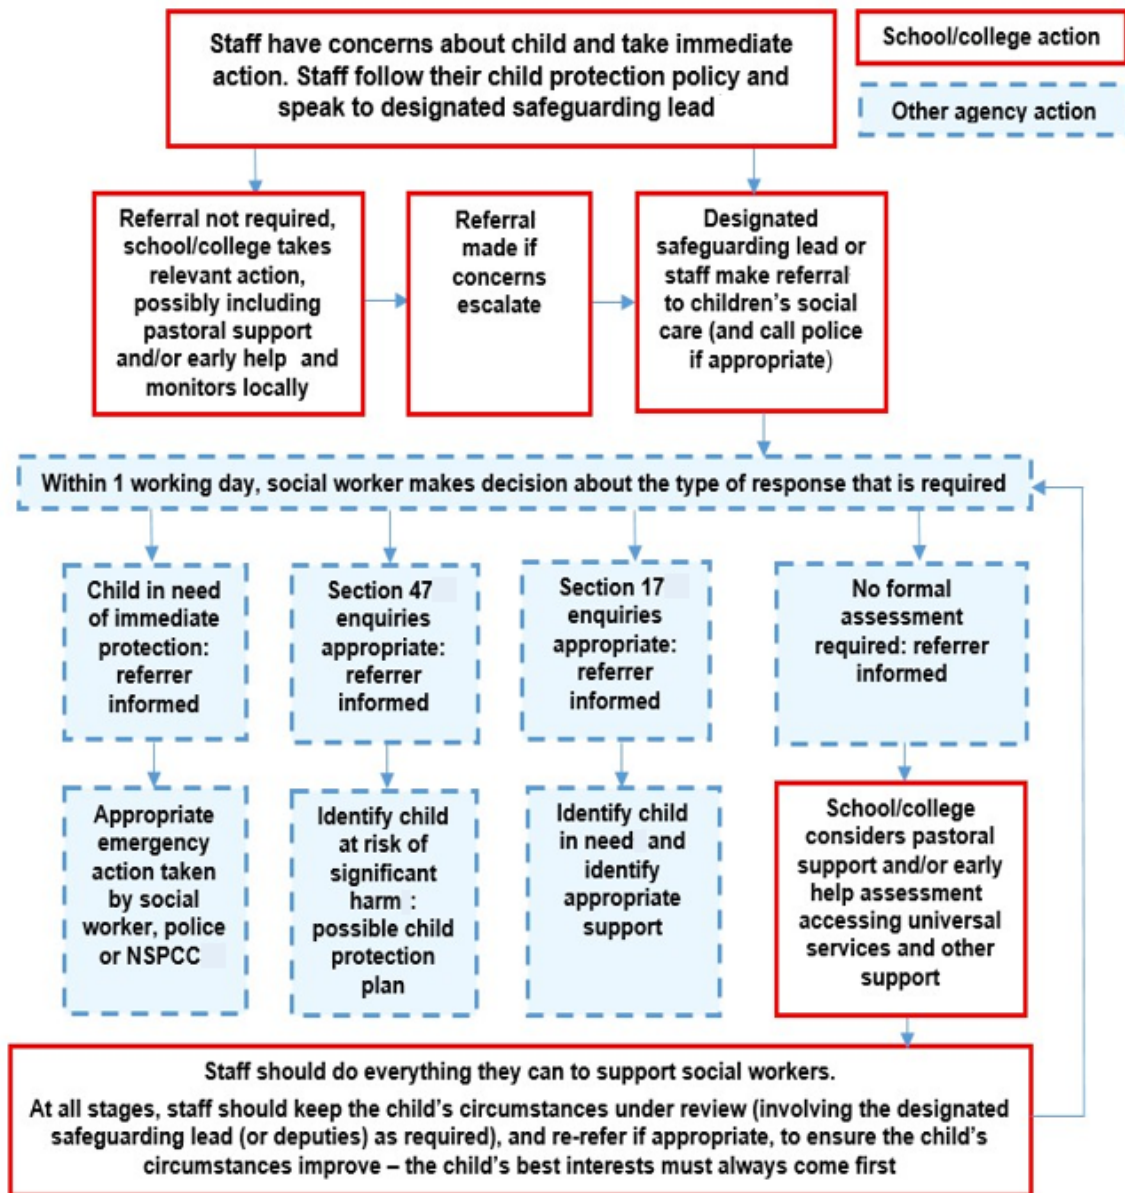 Staff have concerns about child and take immediate
action. Staff follow their child protection policy and
speak to designated safeguarding lead
School/college action
Other agency action
Referral not required,
school/college takes
relevant action,
possibly including
pastoral support
and/or early help and
monitors locally
Referral
made if
concerns
escalate
Designated
safeguarding lead or
staff make referral
to children's social
care (and call police
if appropriate)
Within 1 working day, social worker makes decision about the type of response that is required
Child in need
of immediate
protection:
referrer
informed
Section 47
enquiries
appropriate:
referrer
informed
Section 17
enquiries
appropriate:
referrer
informed
No formal
assessment
required: referrer
informed
Appropriate
emergency
action taken
by social
worker, police
or NSPCC
Identify child
at risk of
significant
harm :
possible child
protection
plan
Identify child
in need and
identify
appropriate
support
School/college
considers pastoral
support and/or early
help assessment
accessing universal
services and other
support
Staff should do everything they can to support social workers.
At all stages, staff should keep the child's circumstances under review (involving the designated
safeguarding lead (or deputies) as required), and re-refer if appropriate, to ensure the child's
circumstances improve – the child's best interests must always come first